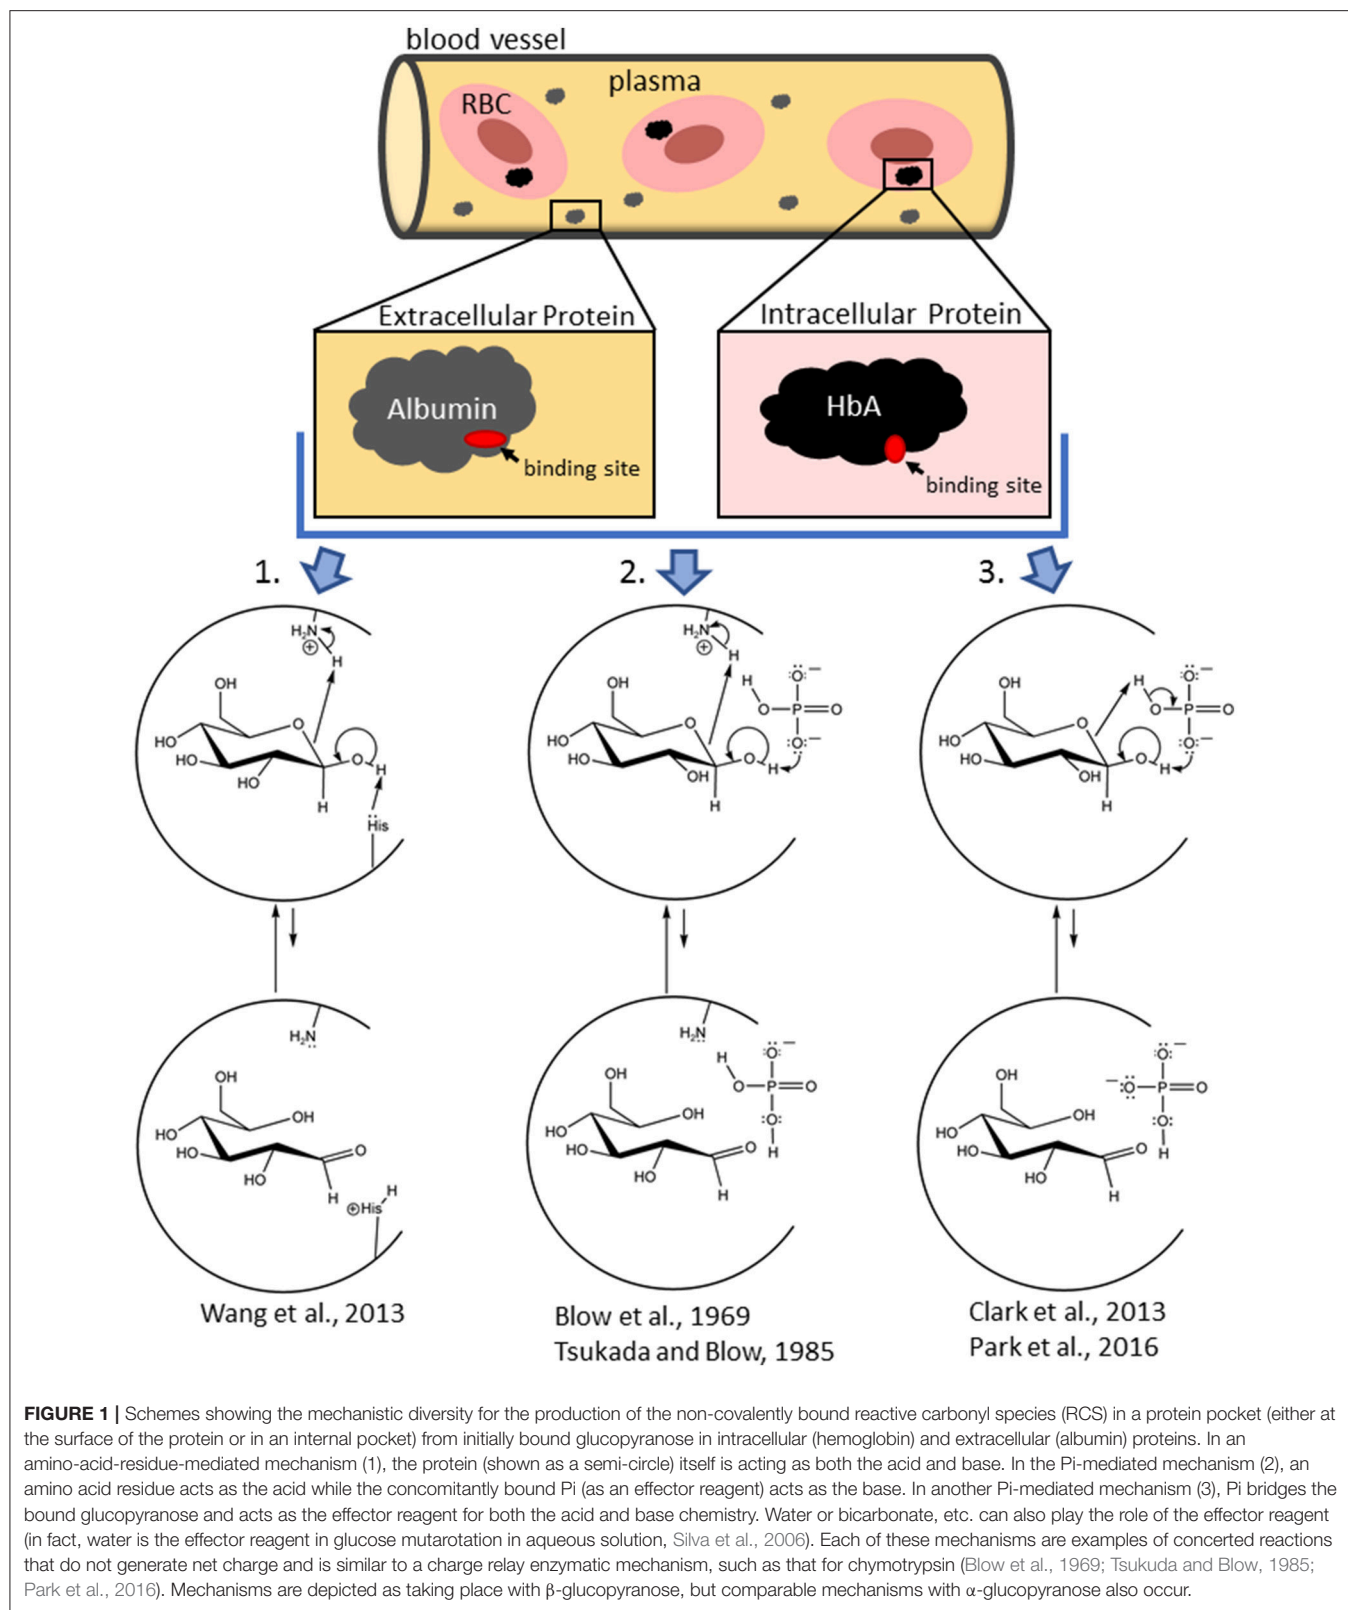 blood vessel
plasma
RBC
Extracellular Protein
Intracellular Protein
Albumin
HbA
binding site
binding site
1.
2.
3.
H₂N
⊕
H
OH
O
HO
HO
HO
O
H
H
Ḧis
H₂N
⊕
H
H
:Ö:⁻
O
P
O
:O:⁻
OH
O
HO
HO
OH
O
H
H
H
:Ö:⁻
O
P
O
:O:⁻
OH
O
HO
HO
OH
O
H
H
H₂N̤
OH
OH
HO
HO
HO
O
H
⊕His
H
H₂N̤
H
:Ö:⁻
O
P
O
:O:
H
OH
OH
HO
HO
HO
O
H
:Ö:⁻
⁻:Ö
P
O
:O:
H
OH
OH
HO
HO
HO
O
H
Wang et al., 2013
Blow et al., 1969
Tsukada and Blow, 1985
Clark et al., 2013
Park et al., 2016
FIGURE 1 | Schemes showing the mechanistic diversity for the production of the non-covalently bound reactive carbonyl species (RCS) in a protein pocket (either at
the surface of the protein or in an internal pocket) from initially bound glucopyranose in intracellular (hemoglobin) and extracellular (albumin) proteins. In an
amino-acid-residue-mediated mechanism (1), the protein (shown as a semi-circle) itself is acting as both the acid and base. In the Pi-mediated mechanism (2), an
amino acid residue acts as the acid while the concomitantly bound Pi (as an effector reagent) acts as the base. In another Pi-mediated mechanism (3), Pi bridges the
bound glucopyranose and acts as the effector reagent for both the acid and base chemistry. Water or bicarbonate, etc. can also play the role of the effector reagent
(in fact, water is the effector reagent in glucose mutarotation in aqueous solution, Silva et al., 2006). Each of these mechanisms are examples of concerted reactions
that do not generate net charge and is similar to a charge relay enzymatic mechanism, such as that for chymotrypsin (Blow et al., 1969; Tsukuda and Blow, 1985;
Park et al., 2016). Mechanisms are depicted as taking place with β-glucopyranose, but comparable mechanisms with α-glucopyranose also occur.